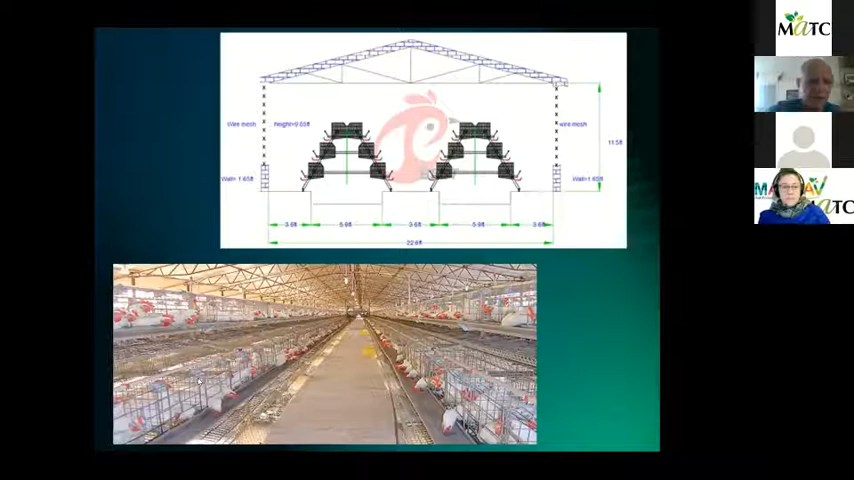 Wire mesh
Height=9.65ft
wire mesh
11.5ft
Wall= 1.65ft
Wall=1.65ft
3.6ft
5.9ft
3.6ft
5.9ft
3.6ft
22.6ft
MATC
MATC